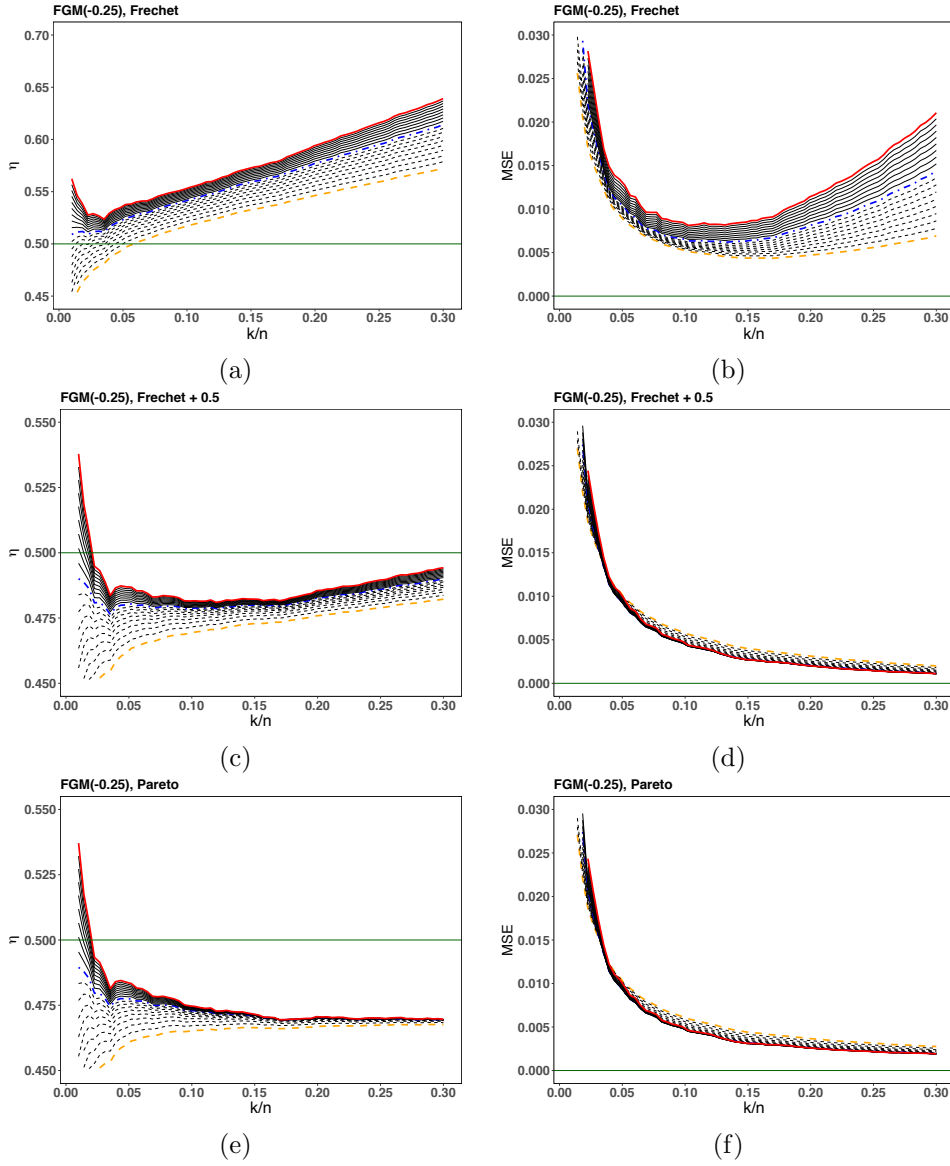 FGM(-0.25), Frechet
0.70
0.65
0.60
η
0.55
0.50
0.45
0.00 0.05 0.10 0.15 0.20 0.25 0.30
k/n
(a)
FGM(-0.25), Frechet
0.030
0.025
0.020
MSE
0.015
0.010
0.005
0.000
0.00 0.05 0.10 0.15 0.20 0.25 0.30
k/n
(b)
FGM(-0.25), Frechet + 0.5
0.550
0.525
η
0.500
0.475
0.450
0.00 0.05 0.10 0.15 0.20 0.25 0.30
k/n
(c)
FGM(-0.25), Frechet + 0.5
0.030
0.025
0.020
MSE
0.015
0.010
0.005
0.000
0.00 0.05 0.10 0.15 0.20 0.25 0.30
k/n
(d)
FGM(-0.25), Pareto
0.550
0.525
η
0.500
0.475
0.450
0.00 0.05 0.10 0.15 0.20 0.25 0.30
k/n
(e)
FGM(-0.25), Pareto
0.030
0.025
0.020
MSE
0.015
0.010
0.005
0.000
0.00 0.05 0.10 0.15 0.20 0.25 0.30
k/n
(f)